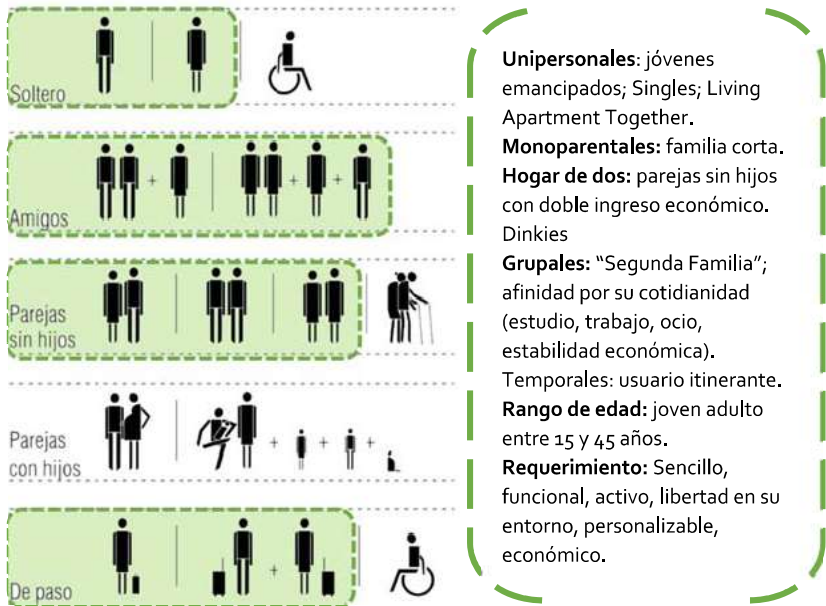 Soltero
Amigos
Parejas
sin hijos
Parejas
con hijos
De paso
Unipersonales: jóvenes
emancipados; Singles; Living
Apartment Together.
Monoparentales: familia corta.
Hogar de dos: parejas sin hijos
con doble ingreso económico.
Dinkies
Grupales: “Segunda Familia”;
afinidad por su cotidianidad
(estudio, trabajo, ocio,
estabilidad económica).
Temporales: usuario itinerante.
Rango de edad: joven adulto
entre 15 y 45 años.
Requerimiento: Sencillo,
funcional, activo, libertad en su
entorno, personalizable,
económico.